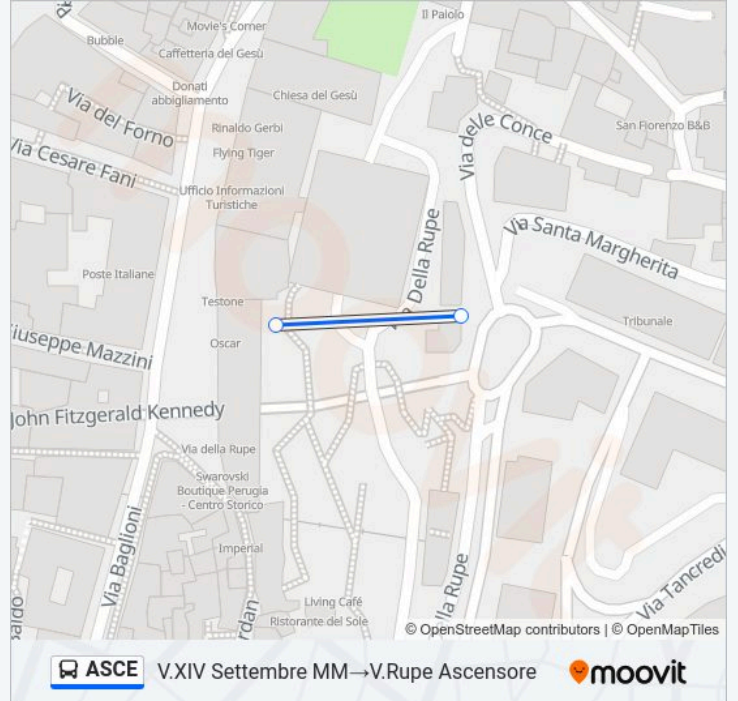 Il Paiolo
Movie's Corner
Bubble
Caffetteria del Gesù
Donati
abbigliamento
Chiesa del Gesù
Via del Forno
Rinaldo Gerbi
San Fiorenzo B&B
Via delle Conce
Flying Tiger
Via Cesare Fani
Ufficio Informazioni
Turistiche
Via Santa Margherita
Via Della Rupe
Poste Italiane
Testone
Tribunale
Oscar
Giuseppe Mazzini
John Fitzgerald Kennedy
Via della Rupe
Swarovski
Boutique Perugia
- Centro Storico
Via Baglioni
Imperial
Via Tancredi
lla Rupe
Living Café
Ristorante del Sole
rdan
© OpenStreetMap contributors | © OpenMapTiles
ASCE V.XIV Settembre MM→V.Rupe Ascensore
moovit